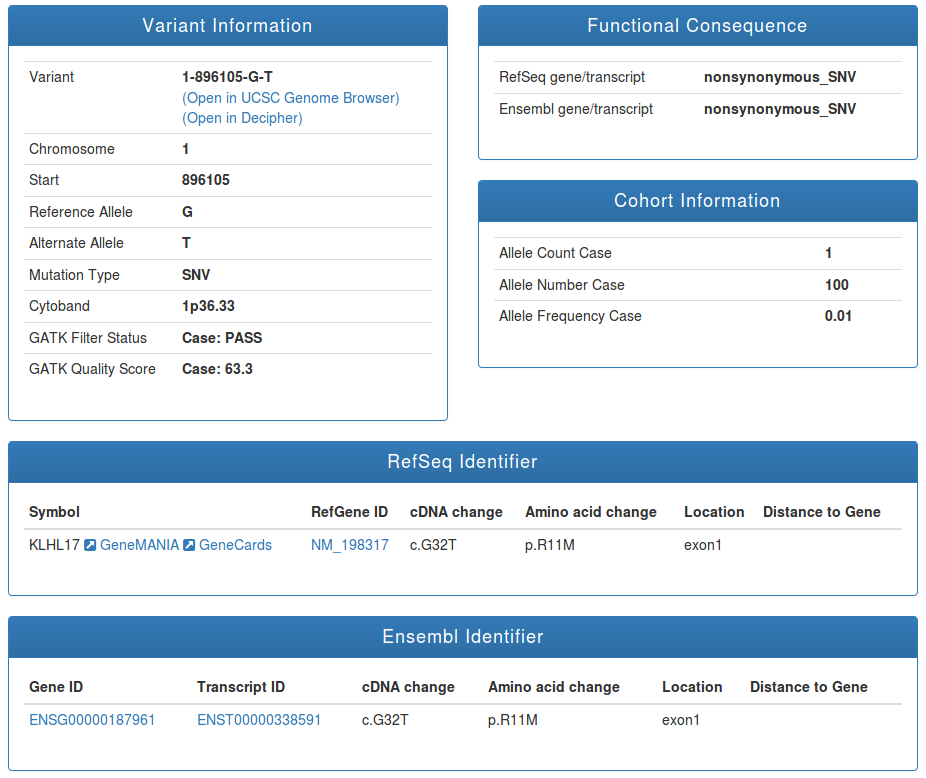 Variant Information
Variant 1-896105-G-T
(Open in UCSC Genome Browser)
(Open in Decipher)
Chromosome 1
Start 896105
Reference Allele G
Alternate Allele T
Mutation Type SNV
Cytoband 1p36.33
GATK Filter Status Case: PASS
GATK Quality Score Case: 63.3
Functional Consequence
RefSeq gene/transcript nonsynonymous_SNV
Ensembl gene/transcript nonsynonymous_SNV
Cohort Information
Allele Count Case 1
Allele Number Case 100
Allele Frequency Case 0.01
RefSeq Identifier
Symbol RefGene ID cDNA change Amino acid change Location Distance to Gene
KLHL17 GeneMANIA GeneCards NM_198317 c.G32T p.R11M exon1
Ensembl Identifier
Gene ID Transcript ID cDNA change Amino acid change Location Distance to Gene
ENSG00000187961 ENST00000338591 c.G32T p.R11M exon1